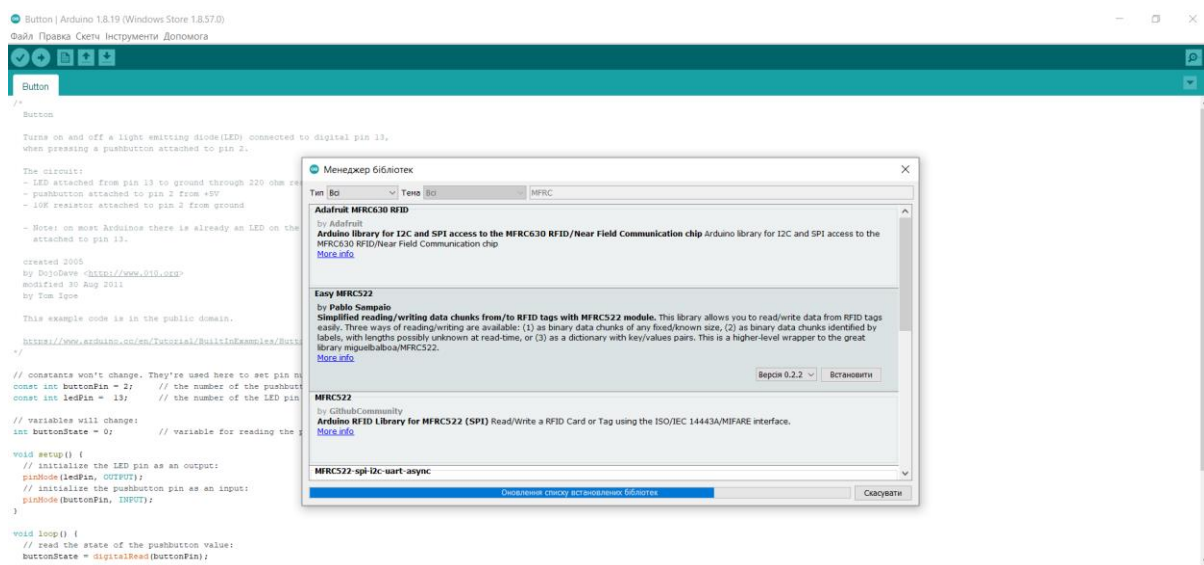 Button | Arduino 1.8.19 (Windows Store 1.8.57.0)
Файл Правка Скетч Інструменти Допомога
Button
/*
Button
Turns on and off a light emitting diode(LED) connected to digital pin 13,
when pressing a pushbutton attached to pin 2.
The circuit:
- LED attached from pin 13 to ground through 220 ohm
- pushbutton attached to pin 2 from +5V
- 10K resistor attached to pin 2 from ground
- Note: on most Arduinos there is already an LED on the
attached to pin 13.
created 2005
by DojoDave <http://www.0j0.org>
modified 30 Aug 2011
by Tom Igoe
This example code is in the public domain.
https://www.arduino.cc/en/Tutorial/BuiltInExamples/Butt
*/
// constants won't change. They're used here to set pin
const int buttonPin = 2;     // the number of the pushbutt
const int ledPin =  13;      // the number of the LED pin
// variables will change:
int buttonState = 0;         // variable for reading the
void setup() {
// initialize the LED pin as an output:
pinMode(ledPin, OUTPUT);
// initialize the pushbutton pin as an input:
pinMode(buttonPin, INPUT);
}
void loop() {
// read the state of the pushbutton value:
buttonState = digitalRead(buttonPin);
Менеджер бібліотек
Тип Всі Тема Всі MFRC
Adafruit MFRC630 RFID
by Adafruit
Arduino library for I2C and SPI access to the MFRC630 RFID/Near Field Communication chip Arduino library for I2C and SPI access to the
MFRC630 RFID/Near Field Communication chip
More info
Easy MFRC522
by Pablo Sampaio
Simplified reading/writing data chunks from/to RFID tags with MFRC522 module. This library allows you to read/write data from RFID tags
easily. Three ways of reading/writing are available: (1) as binary data chunks of any fixed/known size, (2) as binary data chunks identified by
labels, with lengths possibly unknown at read-time, or (3) as a dictionary with key/values pairs. This is a higher-level wrapper to the great
library miguelbalboa/MFRC522.
More info
Версія 0.2.2 Встановити
MFRC522
by GithubCommunity
Arduino RFID Library for MFRC522 (SPI) Read/Write a RFID Card or Tag using the ISO/IEC 14443A/MIFARE interface.
More info
MFRC522-spi-i2c-uart-async
Оновлення списку встановлених бібліотек
Скасувати